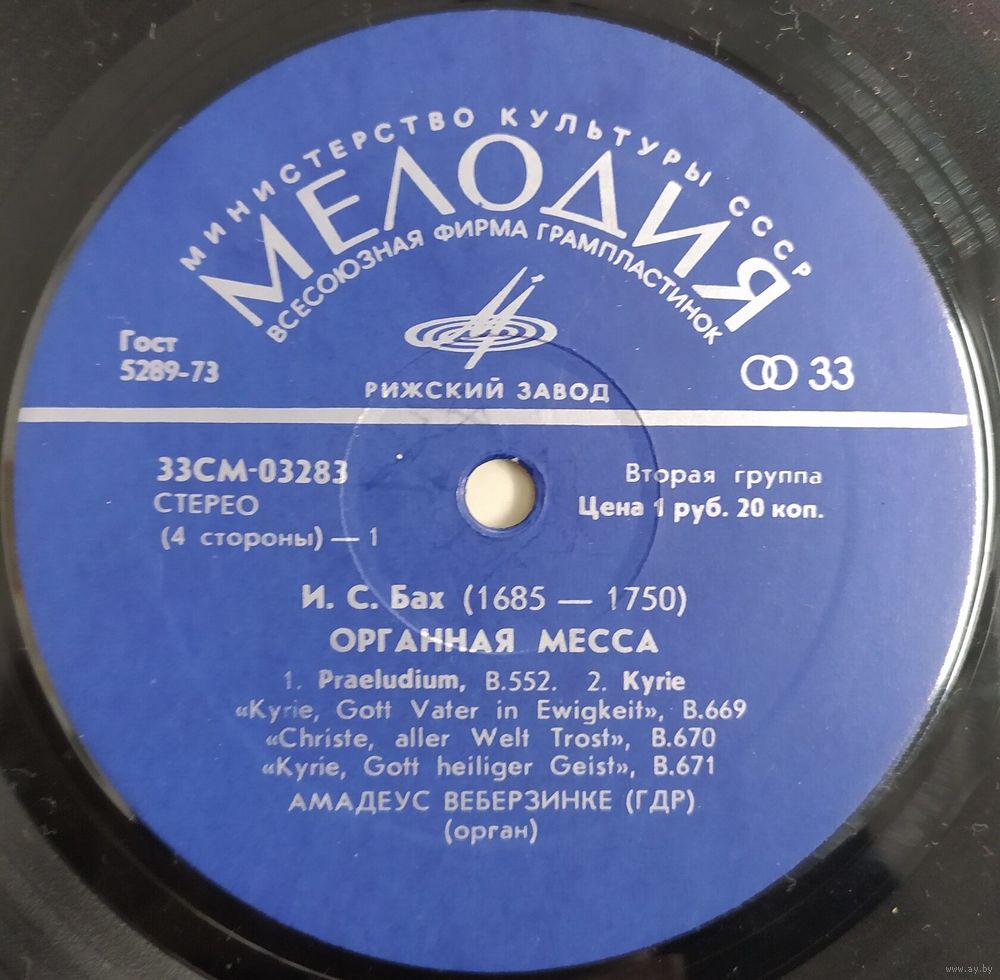 МИНИСТЕРСТВО КУЛЬТУРЫ СССР
МЕЛОДИЯ
ВСЕСОЮЗНАЯ ФИРМА ГРАМПЛАСТИНОК
Гост
5289-73
33
РИЖСКИЙ ЗАВОД
33СМ-03283
СТЕРЕО
(4 стороны) — 1
Вторая группа
Цена 1 руб. 20 коп.
И. С. Бах (1685 — 1750)
ОРГАННАЯ МЕССА
1. Praeludium, B.552. 2. Kyrie
«Kyrie, Gott Vater in Ewigkeit», B.669
«Christe, aller Welt Trost», B.670
«Kyrie, Gott heiliger Geist», B.671
АМАДЕУС ВЕБЕРЗИНКЕ (ГДР)
(орган)
www.ay.by